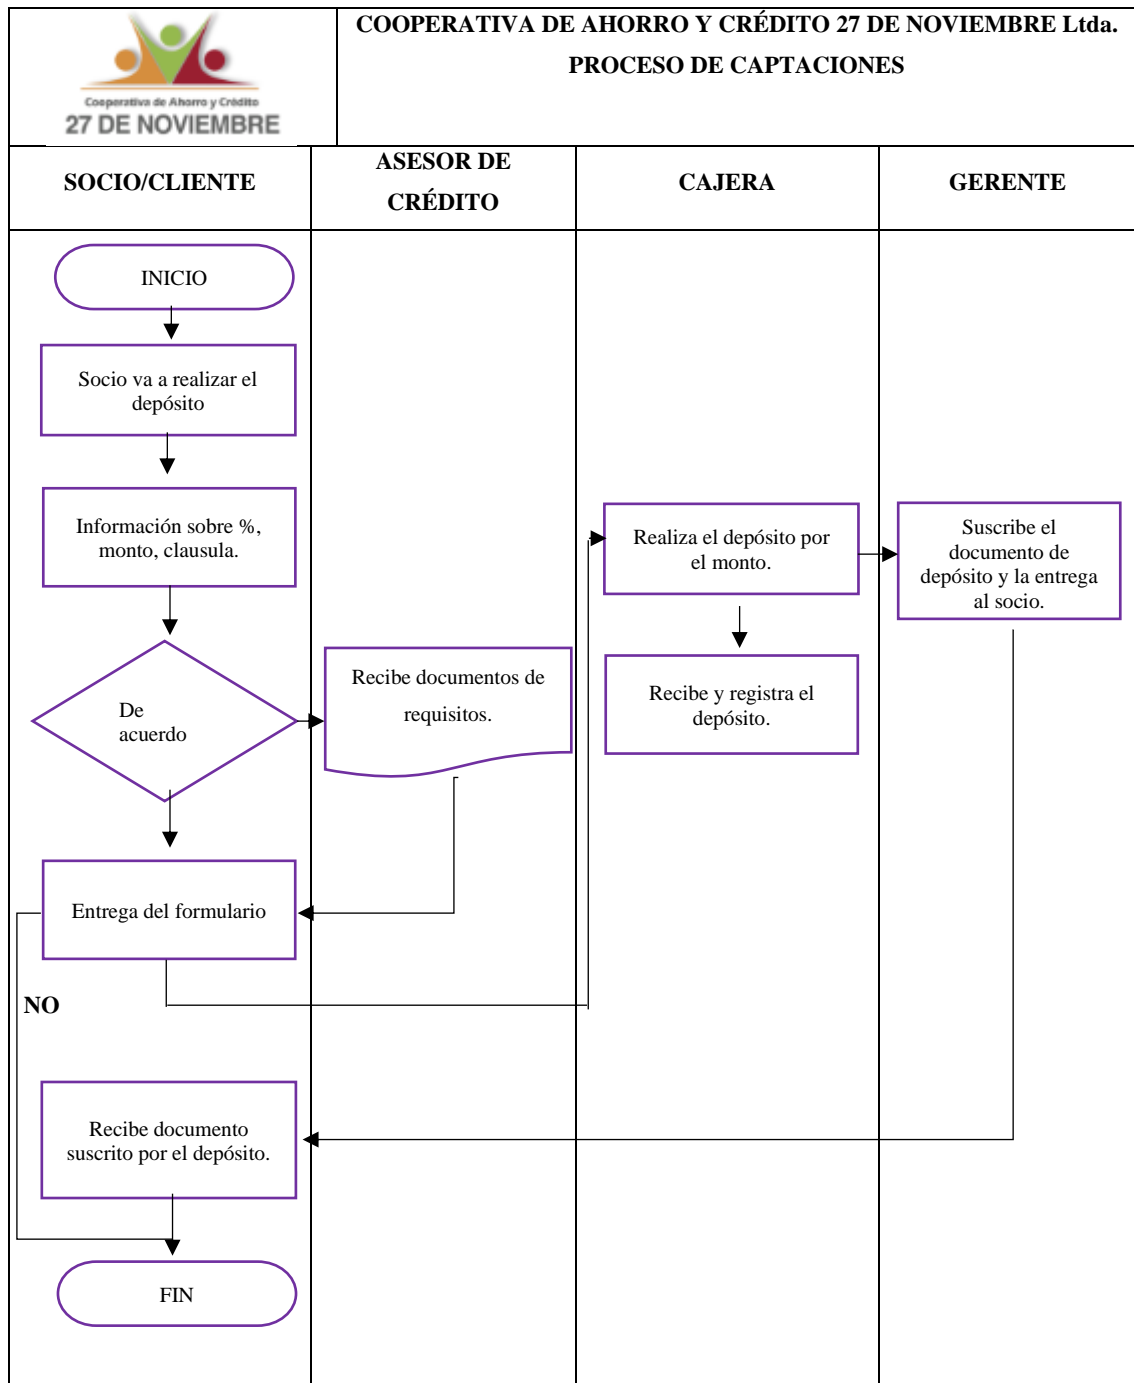 COOPERATIVA DE AHORRO Y CRÉDITO 27 DE NOVIEMBRE Ltda.
PROCESO DE CAPTACIONES
Cooperativa de Ahorro y Crédito
27 DE NOVIEMBRE
SOCIO/CLIENTE
ASESOR DE
CRÉDITO
CAJERA
GERENTE
INICIO
Socio va a realizar el
depósito
Información sobre %,
monto, clausula.
Realiza el depósito por
el monto.
Suscribe el
documento de
depósito y la entrega
al socio.
De
acuerdo
Recibe documentos de
requisitos.
Recibe y registra el
depósito.
Entrega del formulario
NO
Recibe documento
suscrito por el depósito.
FIN